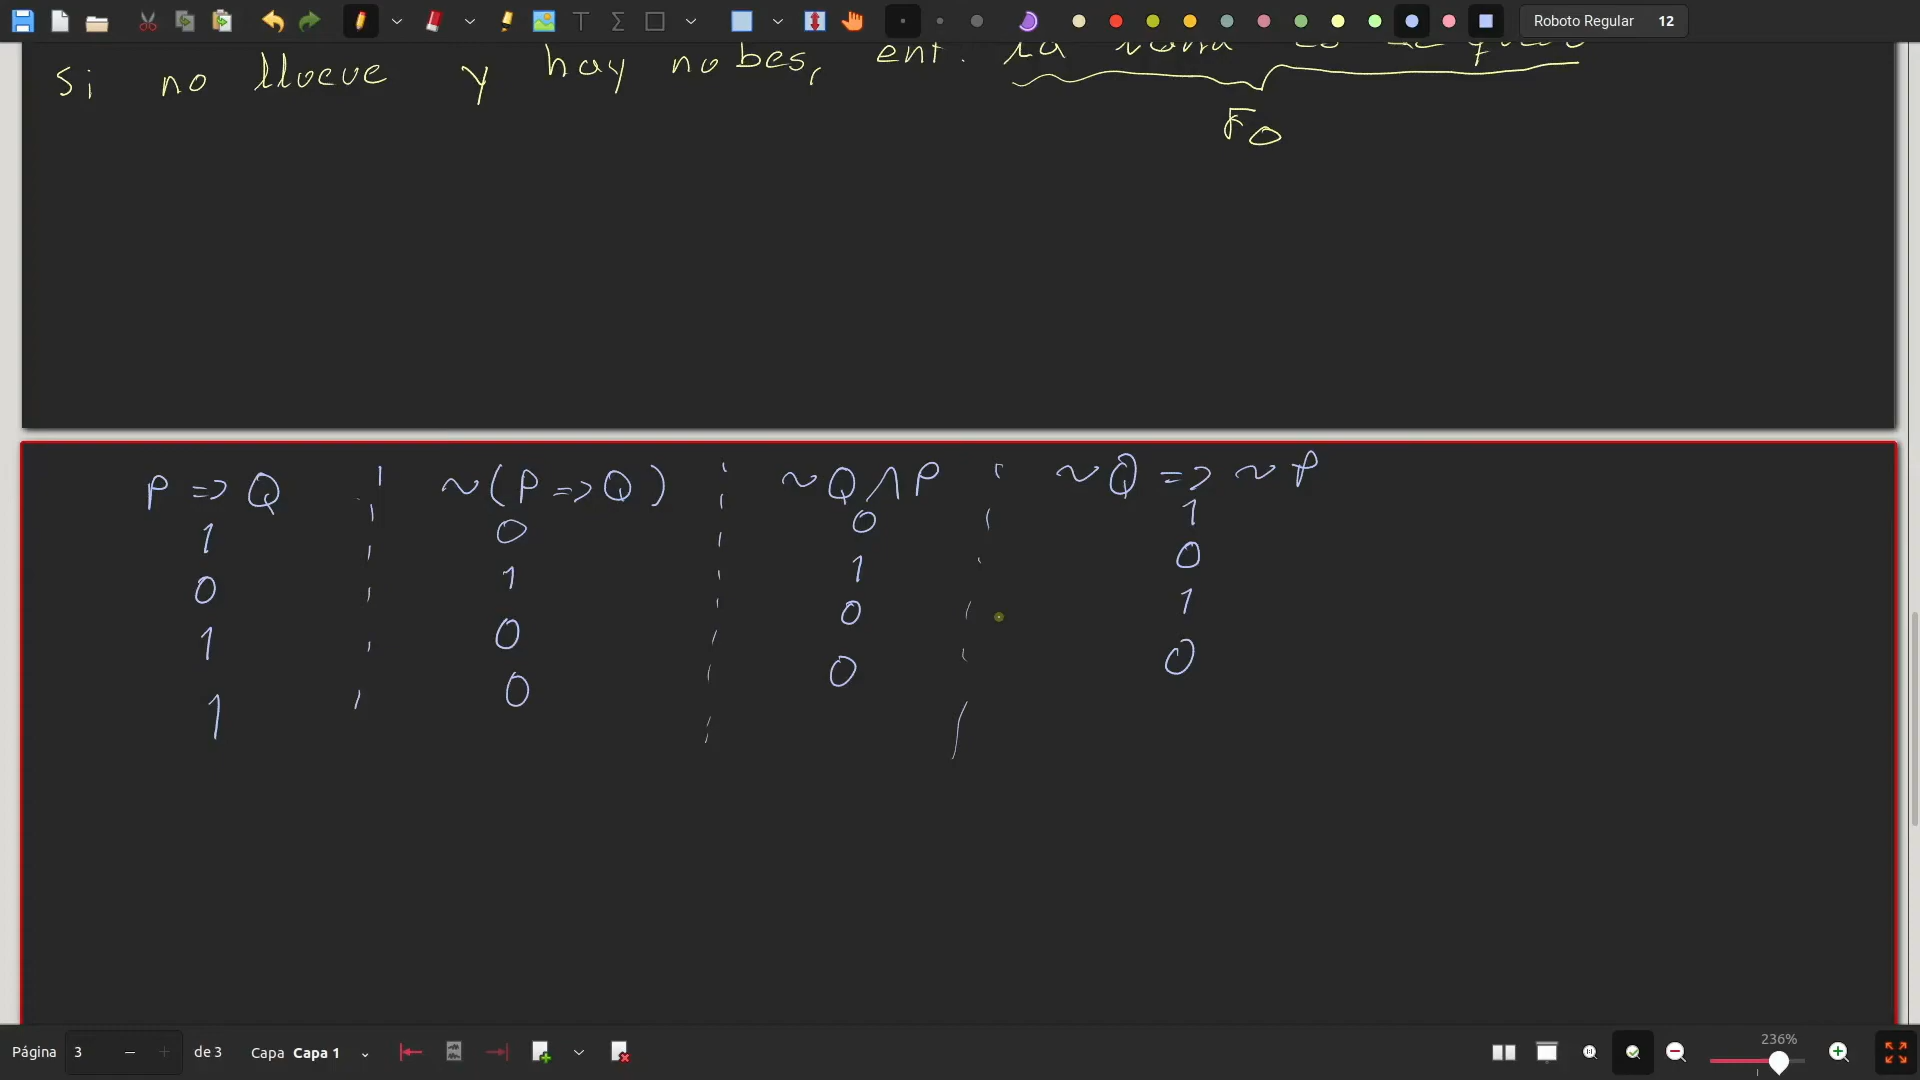 Roboto Regular 12
si no llueve y hay nubes, ent. la
Fo
P => Q ~(P => Q) ~Q ∧ P ~Q => ~P
1 0 0 1
0 1 1 0
1 0 0 1
1 0 0 0
Página 3 de 3 Capa Capa 1 236%